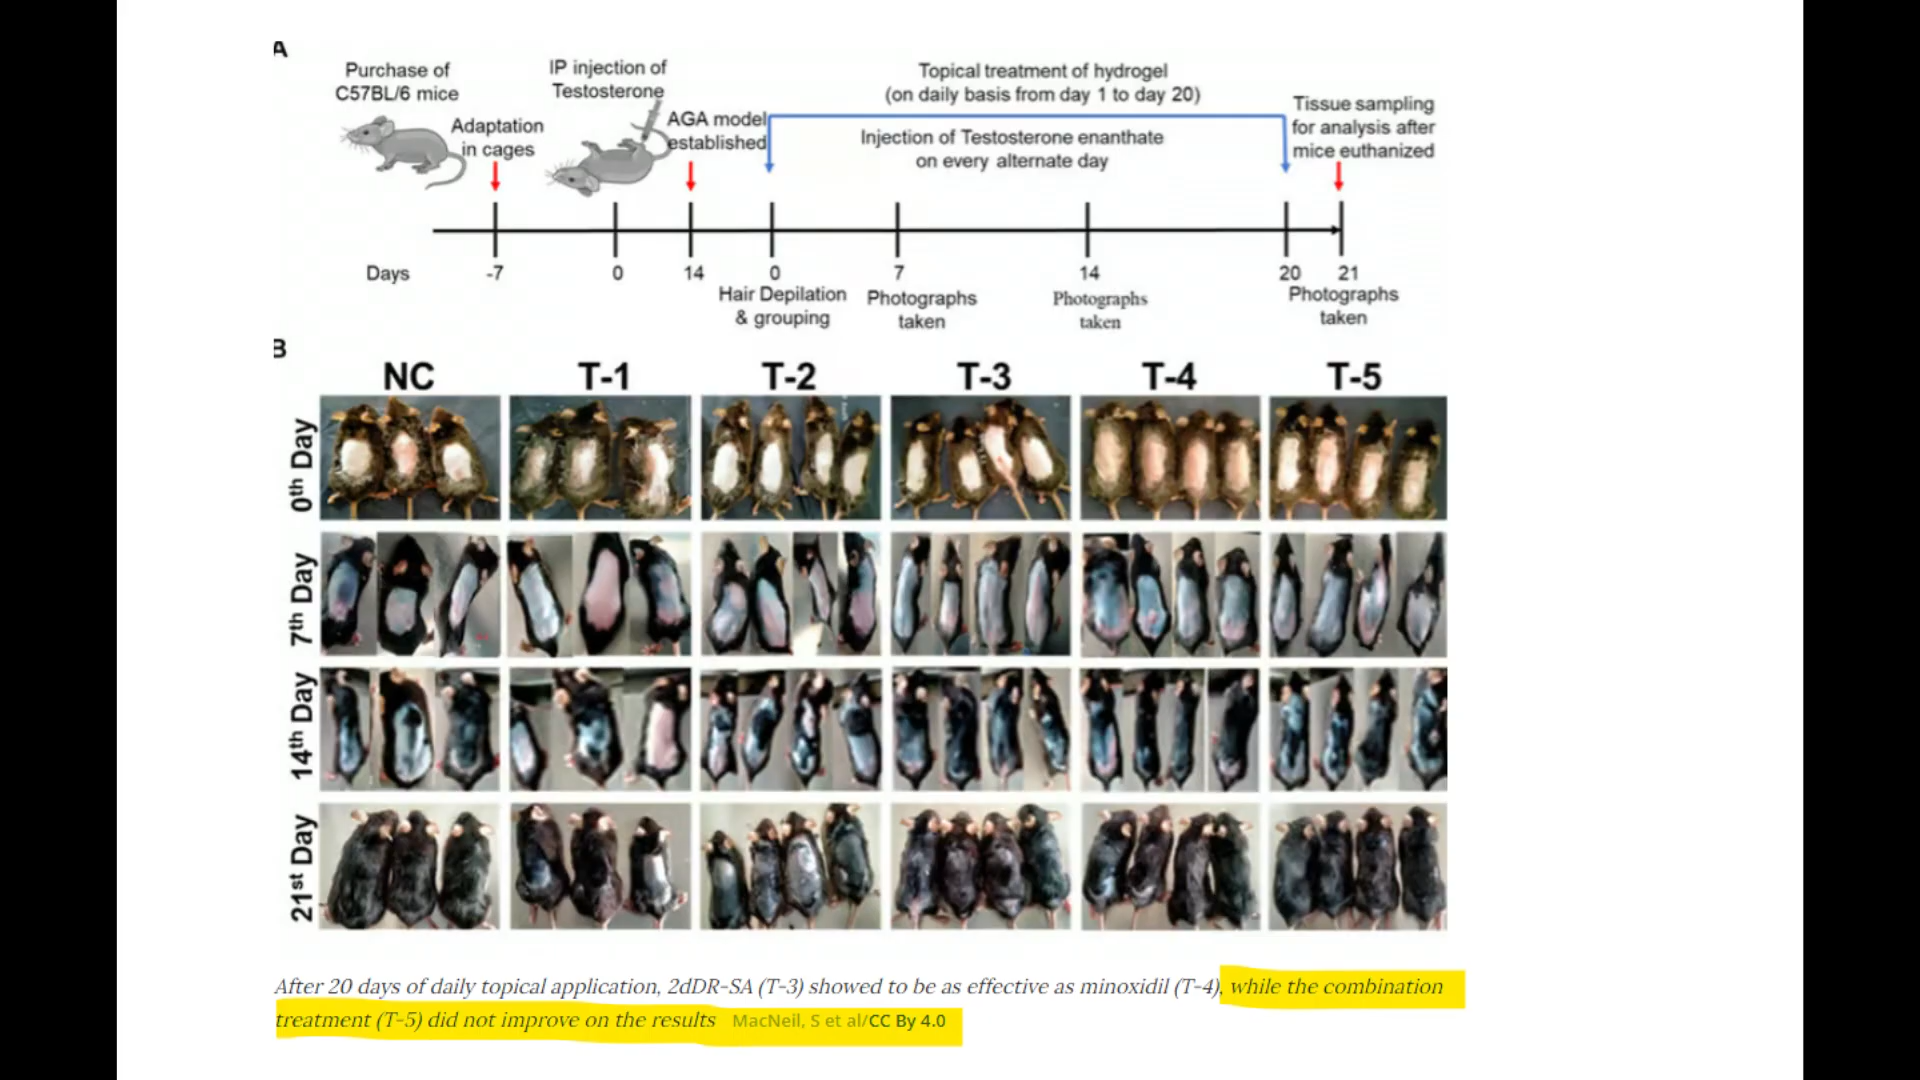 A
Purchase of
C57BL/6 mice
Adaptation
in cages
IP injection of
Testosterone
AGA model
established
Topical treatment of hydrogel
(on daily basis from day 1 to day 20)
Injection of Testosterone enanthate
on every alternate day
Tissue sampling
for analysis after
mice euthanized
Days -7 0 14 0 7 14 20 21
Hair Depilation
& grouping
Photographs
taken
Photographs
taken
Photographs
taken
B
NC T-1 T-2 T-3 T-4 T-5
0th Day
7th Day
14th Day
21st Day
After 20 days of daily topical application, 2dDR-SA (T-3) showed to be as effective as minoxidil (T-4), while the combination
treatment (T-5) did not improve on the results MacNeil, S et al/CC By 4.0